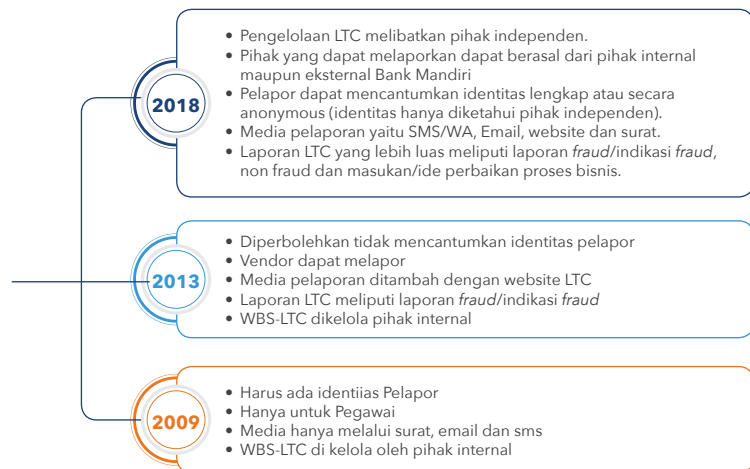 2018
• Pengelolaan LTC melibatkan pihak independen.
• Pihak yang dapat melaporkan dapat berasal dari pihak internal
maupun eksternal Bank Mandiri
• Pelapor dapat mencantumkan identitas lengkap atau secara
anonymous (identitas hanya diketahui pihak independen).
• Media pelaporan yaitu SMS/WA, Email, website dan surat.
• Laporan LTC yang lebih luas meliputi laporan fraud/indikasi fraud,
non fraud dan masukan/ide perbaikan proses bisnis.
2013
• Diperbolehkan tidak mencantumkan identitas pelapor
• Vendor dapat melapor
• Media pelaporan ditambah dengan website LTC
• Laporan LTC meliputi laporan fraud/indikasi fraud
• WBS-LTC dikelola pihak internal
2009
• Harus ada identiias Pelapor
• Hanya untuk Pegawai
• Media hanya melalui surat, email dan sms
• WBS-LTC di kelola oleh pihak internal